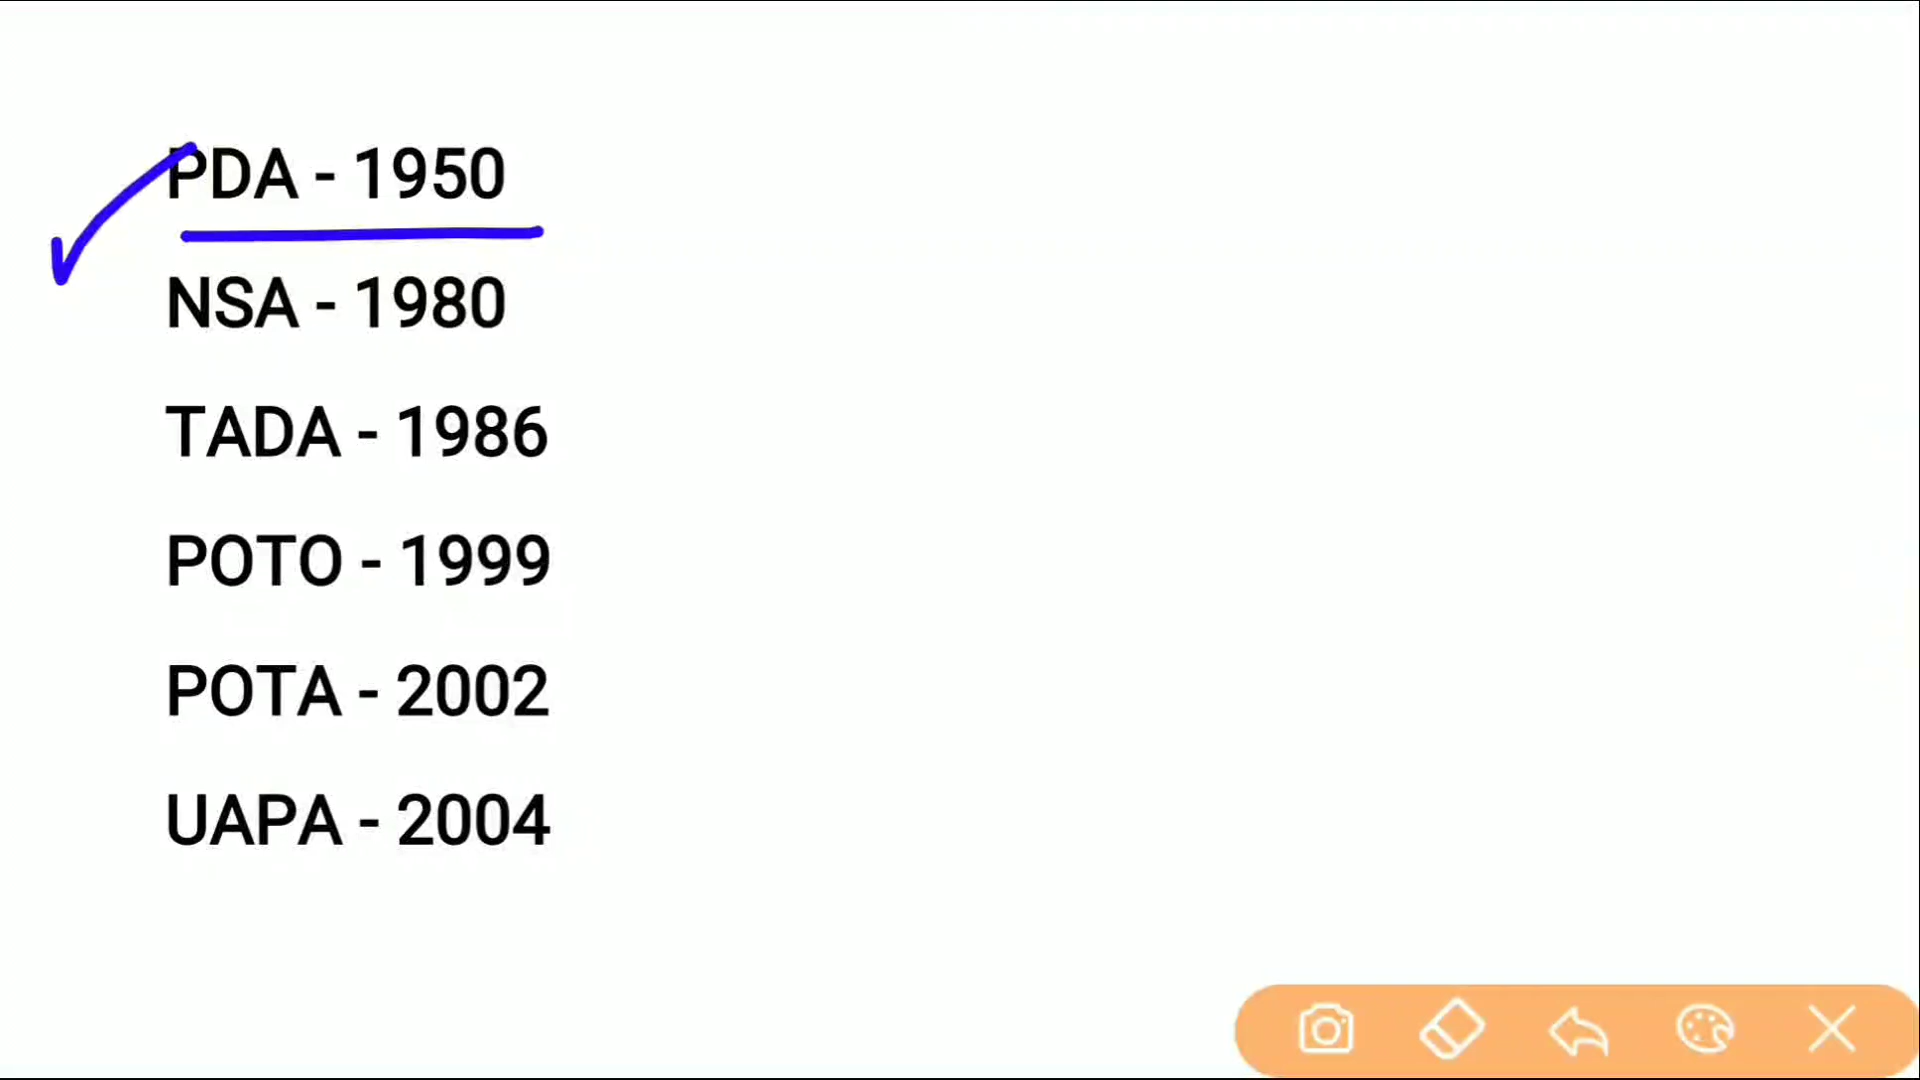 PDA - 1950
NSA - 1980
TADA - 1986
POTO - 1999
POTA - 2002
UAPA - 2004